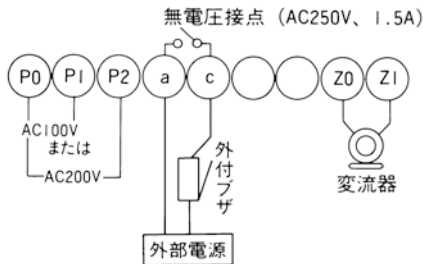 無電圧接点（AC250V、1.5A）
P0 P1 P2 a c Z0 Z1
AC100V
または
AC200V
外付ブザ
変流器
外部電源